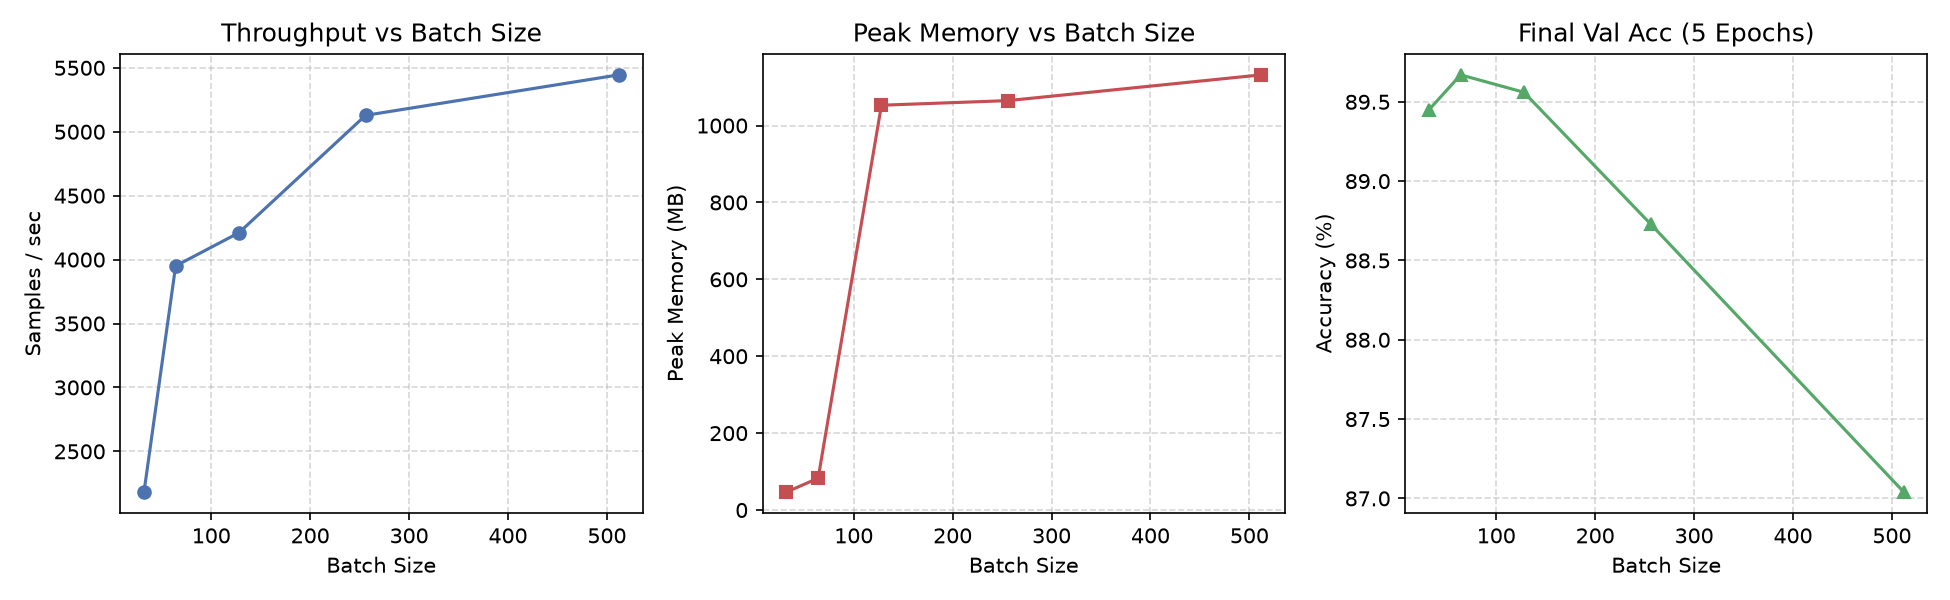 Throughput vs Batch Size
Samples / sec
5500
5000
4500
4000
3500
3000
2500
100 200 300 400 500
Batch Size
Peak Memory vs Batch Size
Peak Memory (MB)
1000
800
600
400
200
0
100 200 300 400 500
Batch Size
Final Val Acc (5 Epochs)
Accuracy (%)
89.5
89.0
88.5
88.0
87.5
87.0
100 200 300 400 500
Batch Size